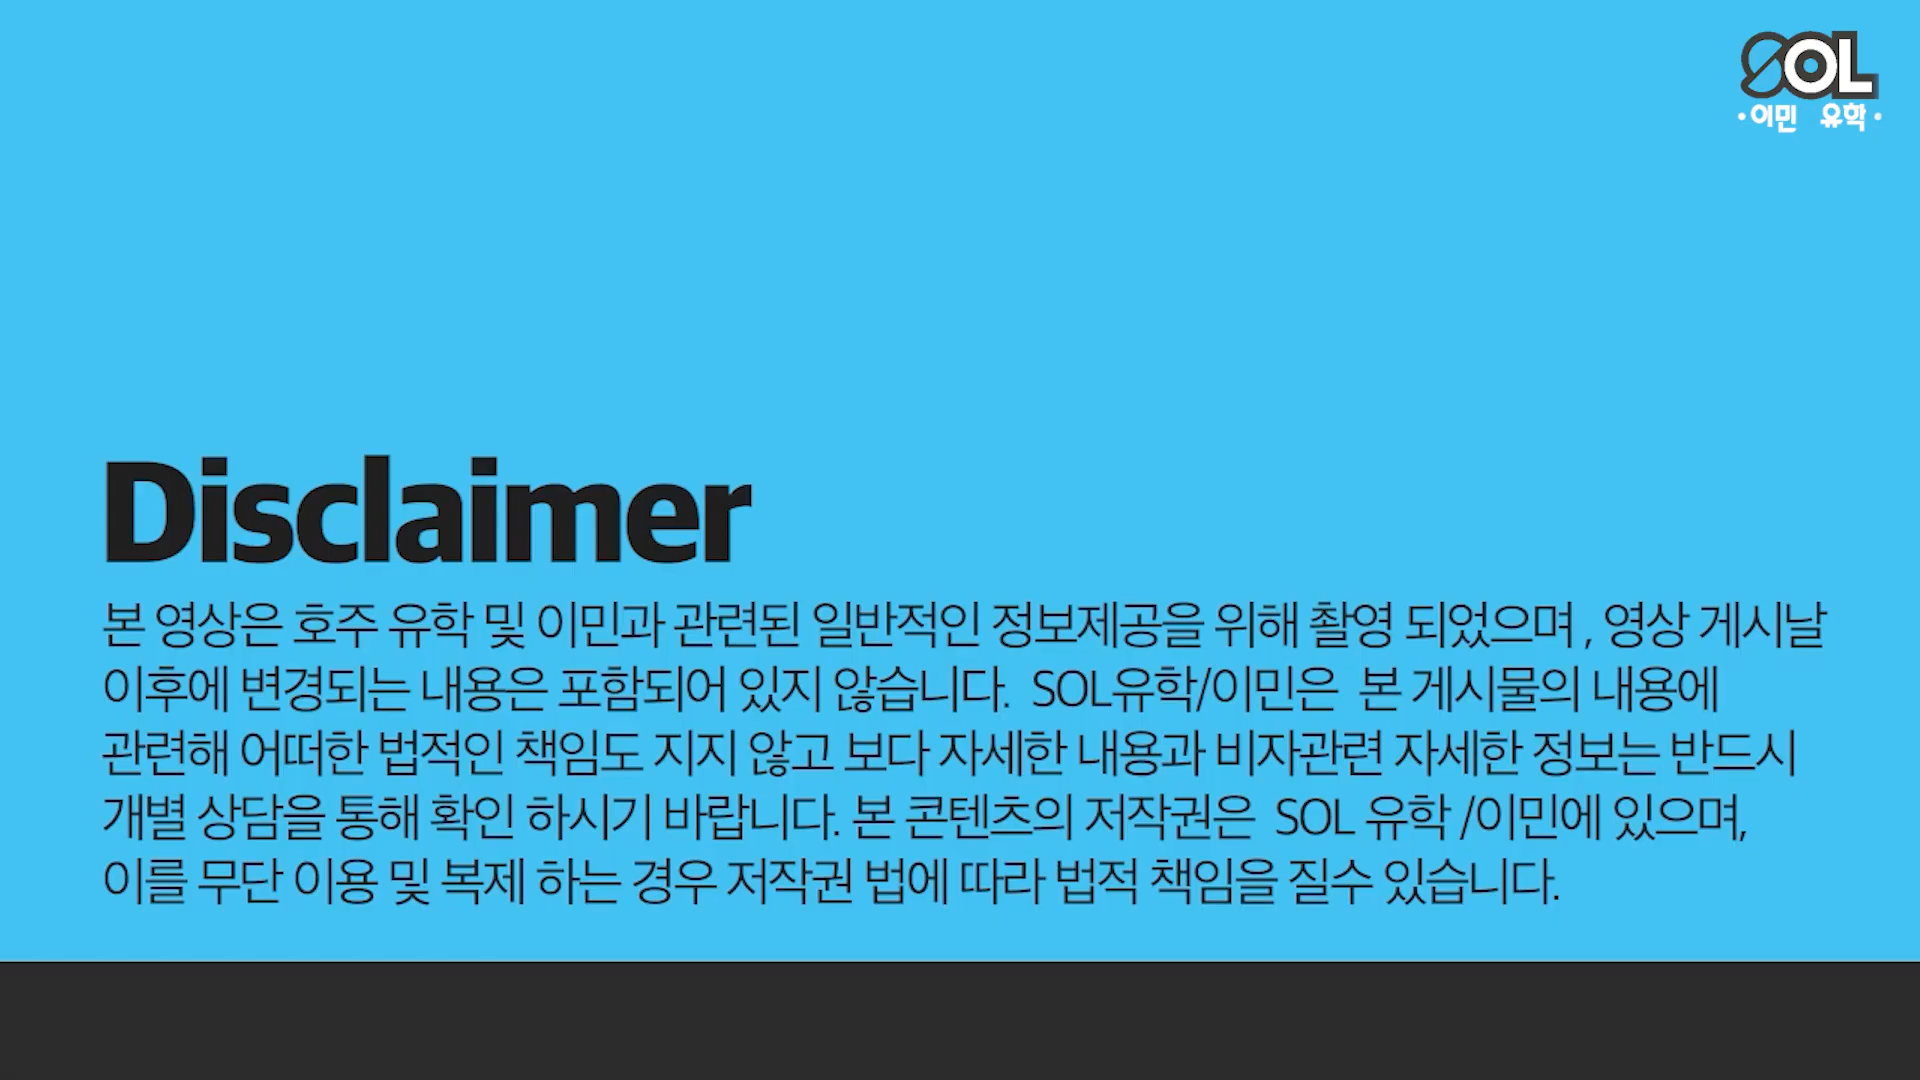 SOL
·이민 유학·
Disclaimer
본 영상은 호주 유학 및 이민과 관련된 일반적인 정보제공을 위해 촬영 되었으며 , 영상 게시날
이후에 변경되는 내용은 포함되어 있지 않습니다. SOL유학/이민은 본 게시물의 내용에
관련해 어떠한 법적인 책임도 지지 않고 보다 자세한 내용과 비자관련 자세한 정보는 반드시
개별 상담을 통해 확인 하시기 바랍니다. 본 콘텐츠의 저작권은 SOL 유학 /이민에 있으며,
이를 무단 이용 및 복제 하는 경우 저작권 법에 따라 법적 책임을 질수 있습니다.